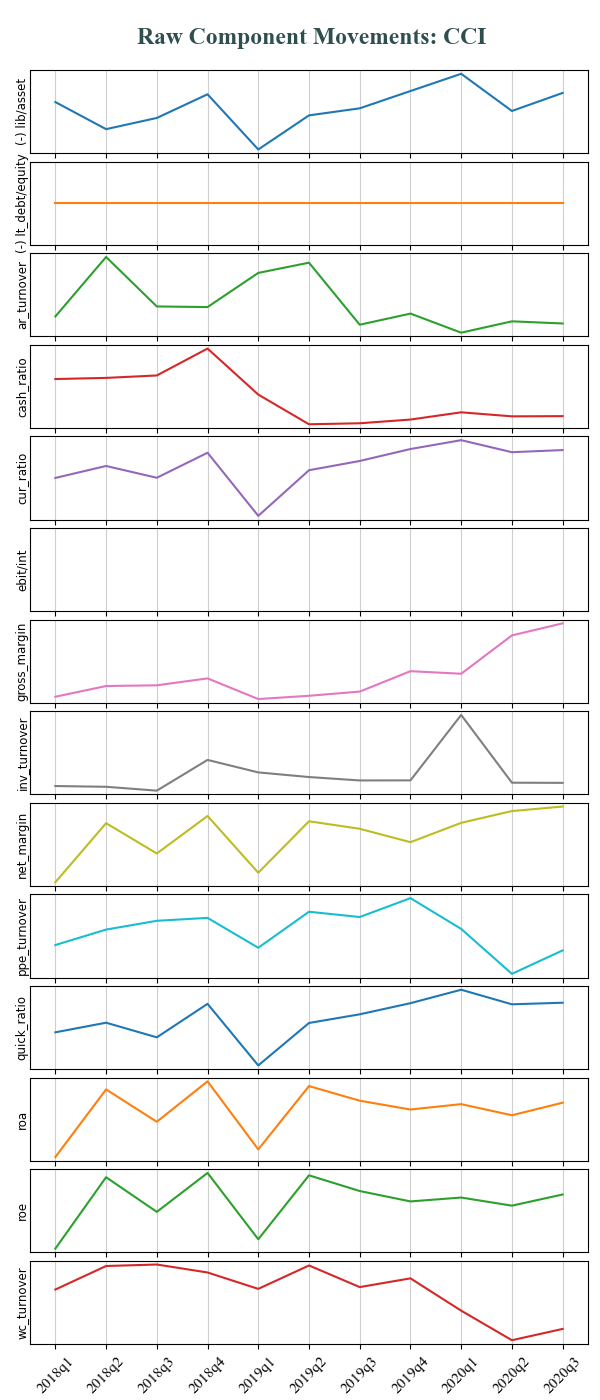 Raw Component Movements: CCI
(-) lib/asset
(-) lt_debt/equity
ar_turnover
cash_ratio
cur_ratio
ebit/int
gross_margin
inv_turnover
net_margin
ppe_turnover
quick_ratio
roa
roe
wc_turnover
2018q1 2018q2 2018q3 2018q4 2019q1 2019q2 2019q3 2019q4 2020q1 2020q2 2020q3